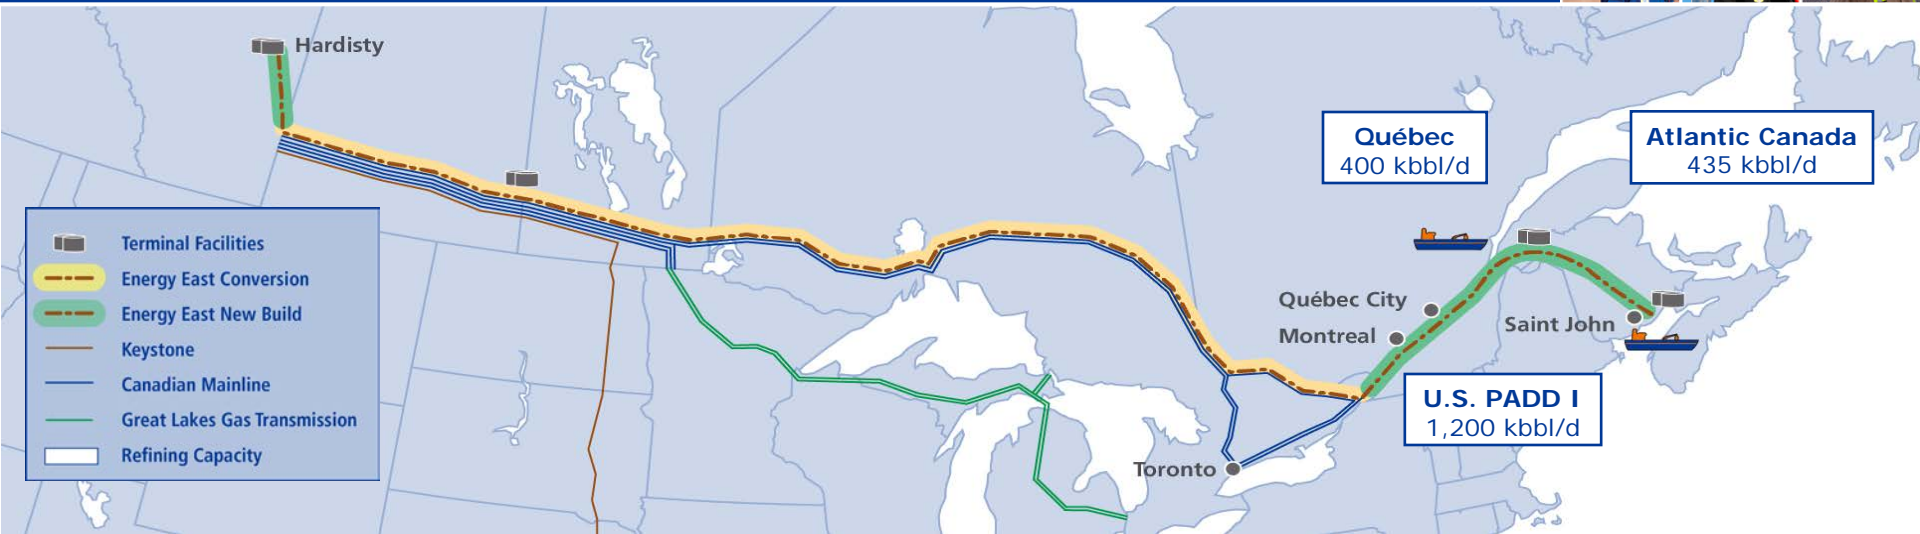 Hardisty
Québec
400 kbbl/d
Atlantic Canada
435 kbbl/d
Terminal Facilities
Energy East Conversion
Energy East New Build
Keystone
Canadian Mainline
Great Lakes Gas Transmission
Refining Capacity
Québec City
Montreal
Saint John
U.S. PADD I
1,200 kbbl/d
Toronto